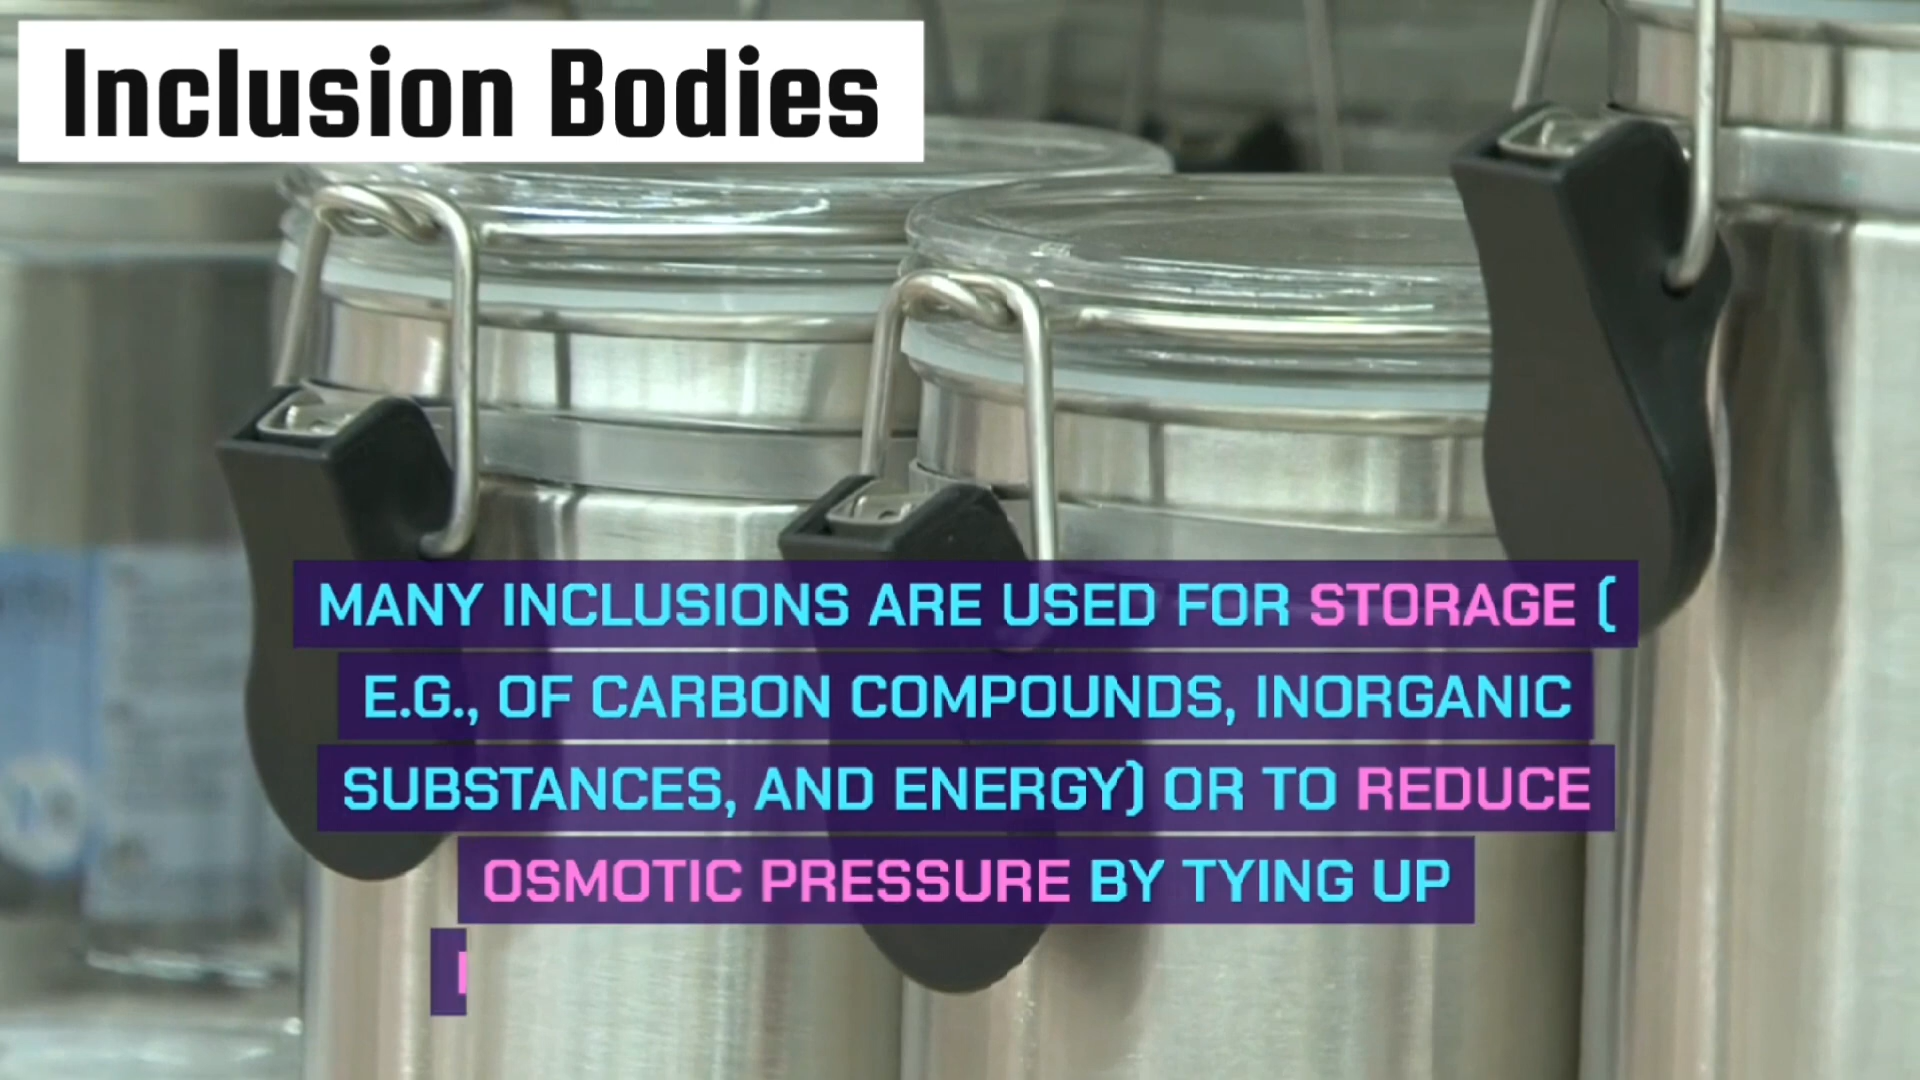 Inclusion Bodies
MANY INCLUSIONS ARE USED FOR STORAGE (
E.G., OF CARBON COMPOUNDS, INORGANIC
SUBSTANCES, AND ENERGY) OR TO REDUCE
OSMOTIC PRESSURE BY TYING UP